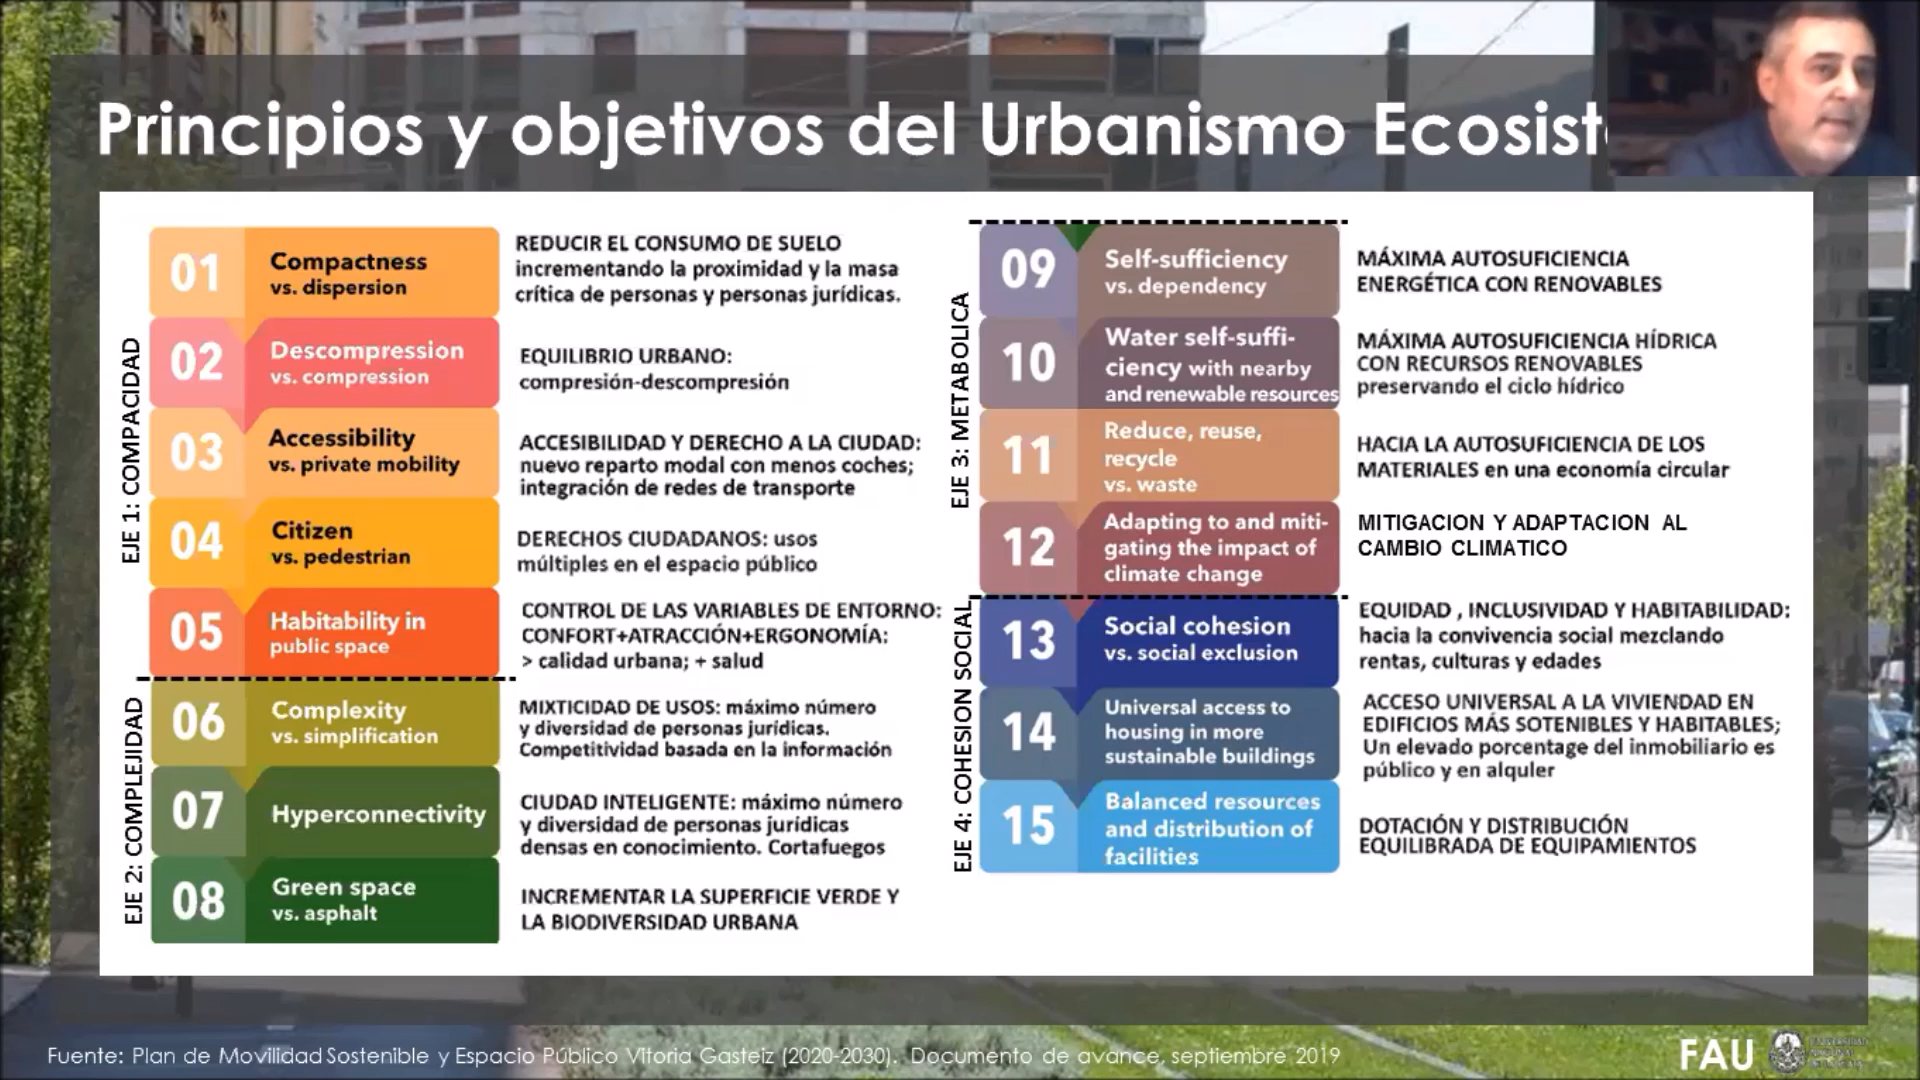 Principios y objetivos del Urbanismo Ecosist
EJE 1: COMPACIDAD
01
Compactness
vs. dispersion
REDUCIR EL CONSUMO DE SUELO
incrementando la proximidad y la masa
crítica de personas y personas jurídicas.
02
Descompression
vs. compression
EQUILIBRIO URBANO:
compresión-descompresión
03
Accessibility
vs. private mobility
ACCESIBILIDAD Y DERECHO A LA CIUDAD:
nuevo reparto modal con menos coches;
integración de redes de transporte
04
Citizen
vs. pedestrian
DERECHOS CIUDADANOS: usos
múltiples en el espacio público
05
Habitability in
public space
CONTROL DE LAS VARIABLES DE ENTORNO:
CONFORT+ATRACCIÓN+ERGONOMÍA:
> calidad urbana; + salud
EJE 2: COMPLEJIDAD
06
Complexity
vs. simplification
MIXTICIDAD DE USOS: máximo número
y diversidad de personas jurídicas.
Competitividad basada en la información
07
Hyperconnectivity
CIUDAD INTELIGENTE: máximo número
y diversidad de personas jurídicas
densas en conocimiento. Cortafuegos
08
Green space
vs. asphalt
INCREMENTAR LA SUPERFICIE VERDE Y
LA BIODIVERSIDAD URBANA
EJE 3: METABOLICA
09
Self-sufficiency
vs. dependency
MÁXIMA AUTOSUFICIENCIA
ENERGÉTICA CON RENOVABLES
10
Water self-suffi-
ciency with nearby
and renewable resources
MÁXIMA AUTOSUFICIENCIA HÍDRICA
CON RECURSOS RENOVABLES
preservando el ciclo hídrico
11
Reduce, reuse,
recycle
vs. waste
HACIA LA AUTOSUFICIENCIA DE LOS
MATERIALES en una economía circular
12
Adapting to and miti-
gating the impact of
climate change
MITIGACION Y ADAPTACION AL
CAMBIO CLIMATICO
EJE 4: COHESION SOCIAL
13
Social cohesion
vs. social exclusion
EQUIDAD , INCLUSIVIDAD Y HABITABILIDAD:
hacia la convivencia social mezclando
rentas, culturas y edades
14
Universal access to
housing in more
sustainable buildings
ACCESO UNIVERSAL A LA VIVIENDAD EN
EDIFICIOS MÁS SOTENIBLES Y HABITABLES;
Un elevado porcentage del inmobiliario es
público y en alquler
15
Balanced resources
and distribution of
facilities
DOTACIÓN Y DISTRIBUCIÓN
EQUILIBRADA DE EQUIPAMIENTOS
Fuente: Plan de Movilidad Sostenible y Espacio Público Vitoria Gasteiz (2020-2030). Documento de avance, septiembre 2019
FAU